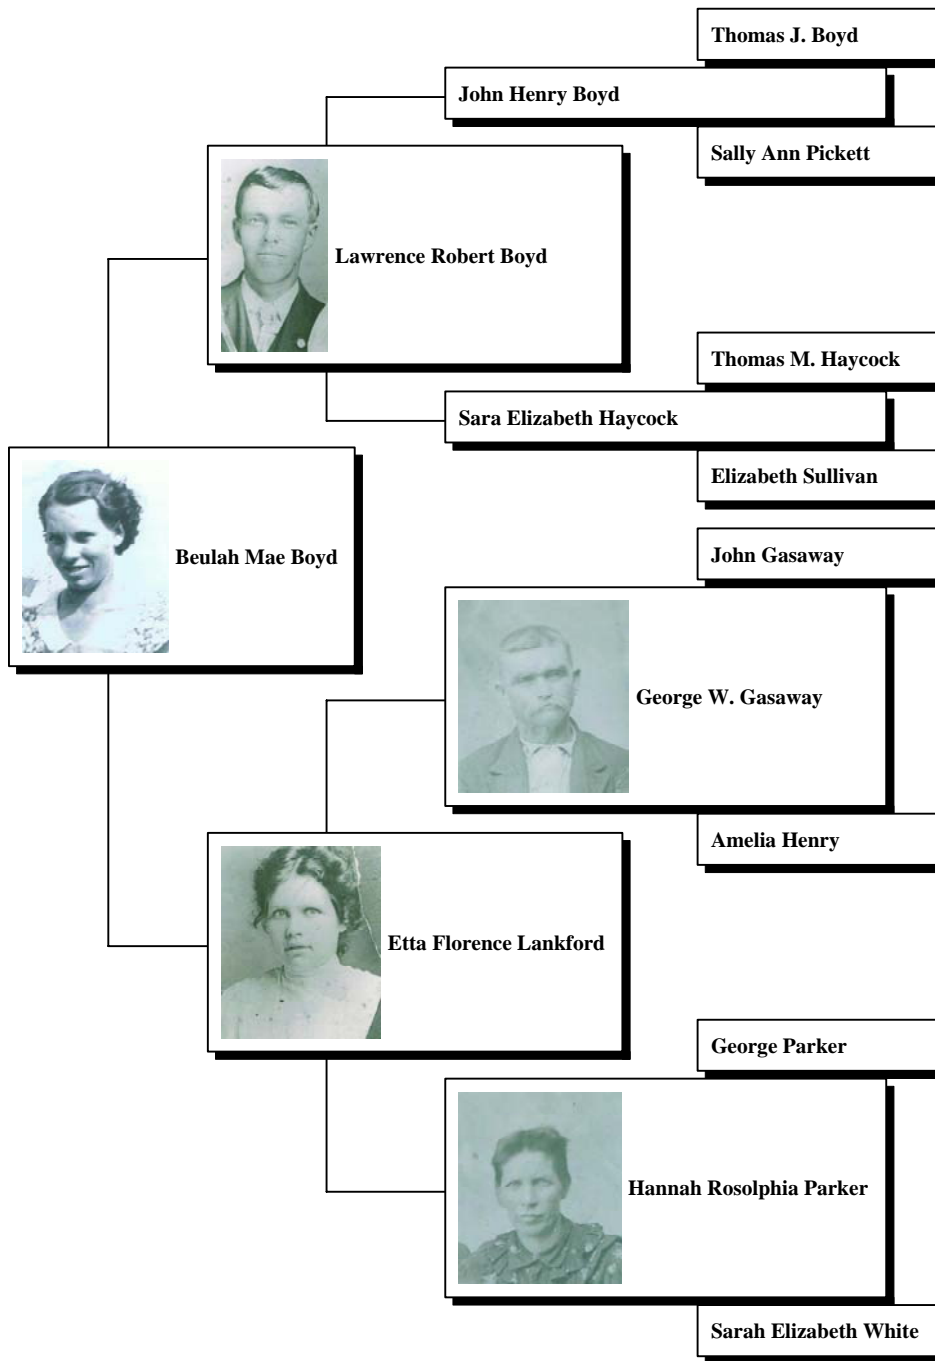 Thomas J. Boyd
John Henry Boyd
Sally Ann Pickett
Lawrence Robert Boyd
Thomas M. Haycock
Sara Elizabeth Haycock
Elizabeth Sullivan
Beulah Mae Boyd
John Gasaway
George W. Gasaway
Amelia Henry
Etta Florence Lankford
George Parker
Hannah Rosolphia Parker
Sarah Elizabeth White